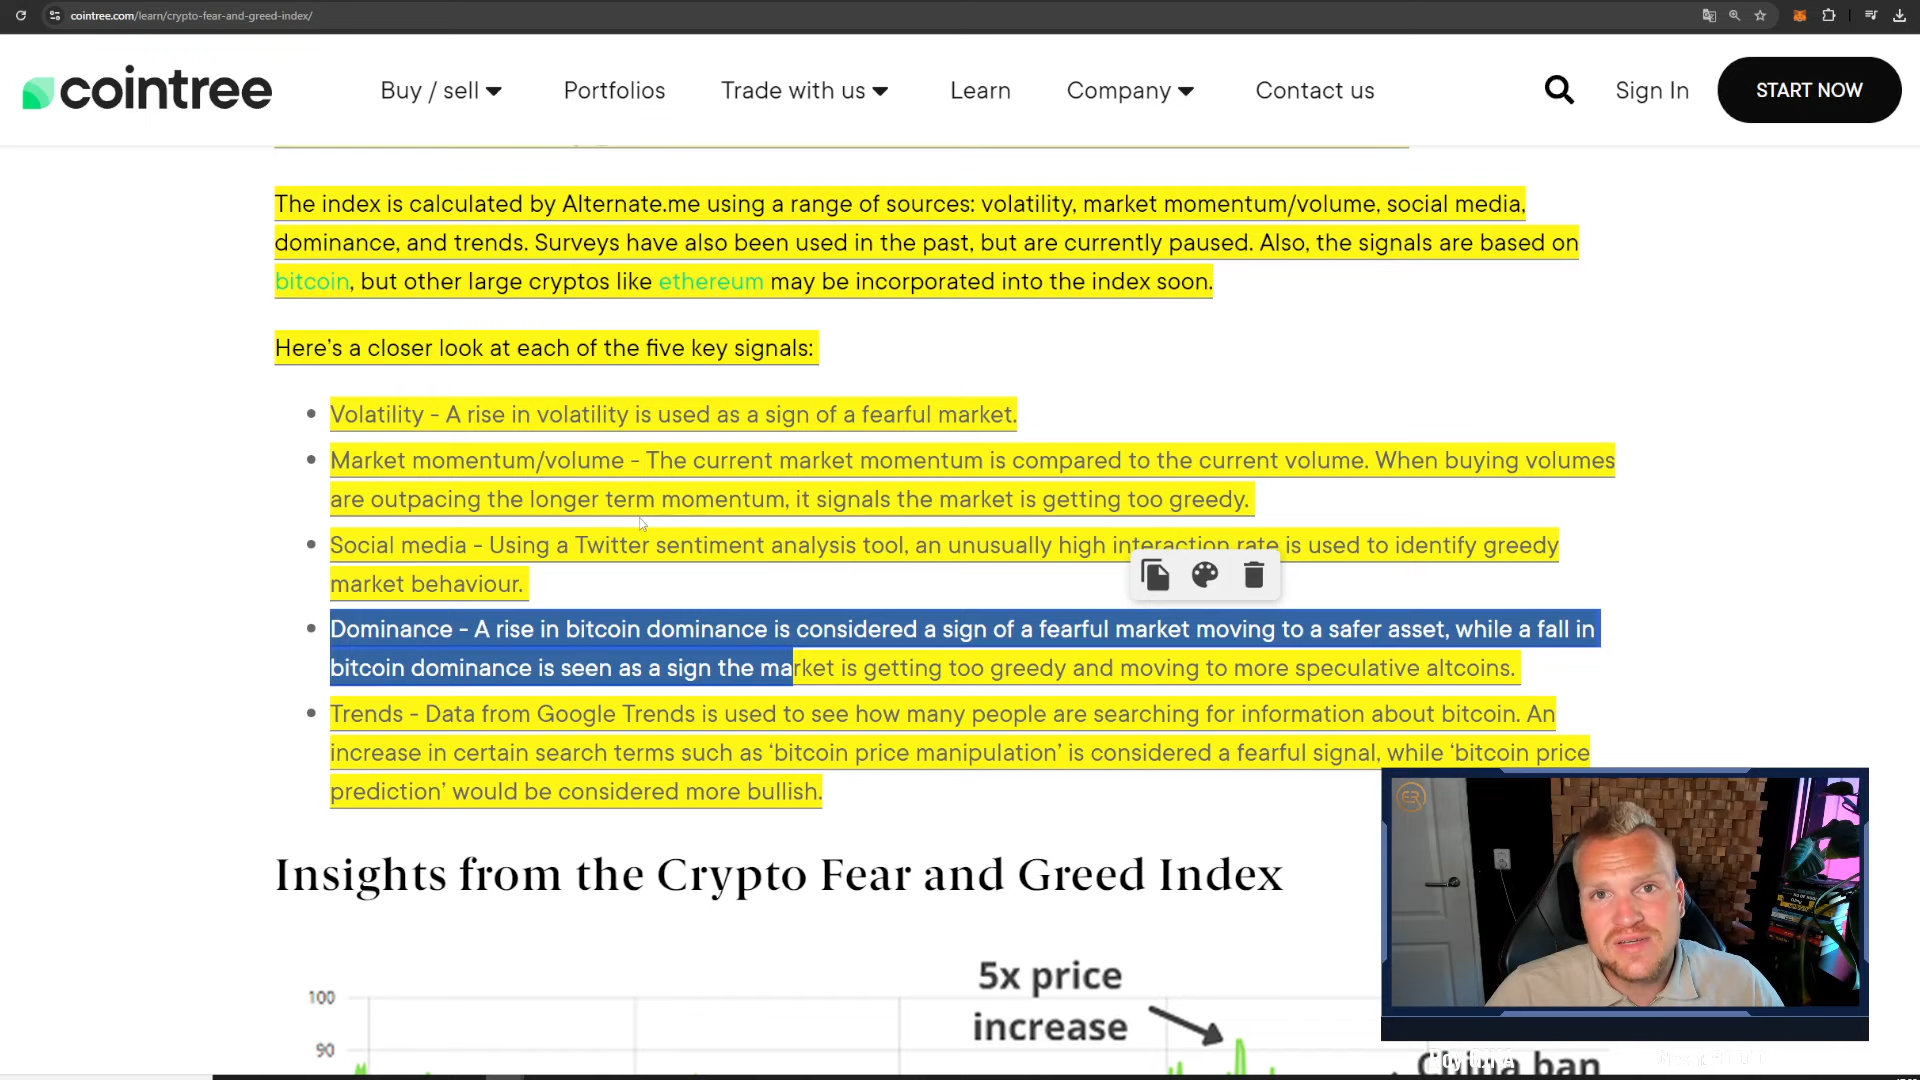 cointree.com/learn/crypto-fear-and-greed-index/
cointree
Buy / sell
Portfolios
Trade with us
Learn
Company
Contact us
Sign In
START NOW
The index is calculated by Alternate.me using a range of sources: volatility, market momentum/volume, social media,
dominance, and trends. Surveys have also been used in the past, but are currently paused. Also, the signals are based on
bitcoin, but other large cryptos like ethereum may be incorporated into the index soon.
Here's a closer look at each of the five key signals:
Volatility - A rise in volatility is used as a sign of a fearful market.
Market momentum/volume - The current market momentum is compared to the current volume. When buying volumes
are outpacing the longer term momentum, it signals the market is getting too greedy.
Social media - Using a Twitter sentiment analysis tool, an unusually high interaction rate is used to identify greedy
market behaviour.
Dominance - A rise in bitcoin dominance is considered a sign of a fearful market moving to a safer asset, while a fall in
bitcoin dominance is seen as a sign the market is getting too greedy and moving to more speculative altcoins.
Trends - Data from Google Trends is used to see how many people are searching for information about bitcoin. An
increase in certain search terms such as ‘bitcoin price manipulation’ is considered a fearful signal, while ‘bitcoin price
prediction’ would be considered more bullish.
Insights from the Crypto Fear and Greed Index
5x price
increase
100
90
China ban